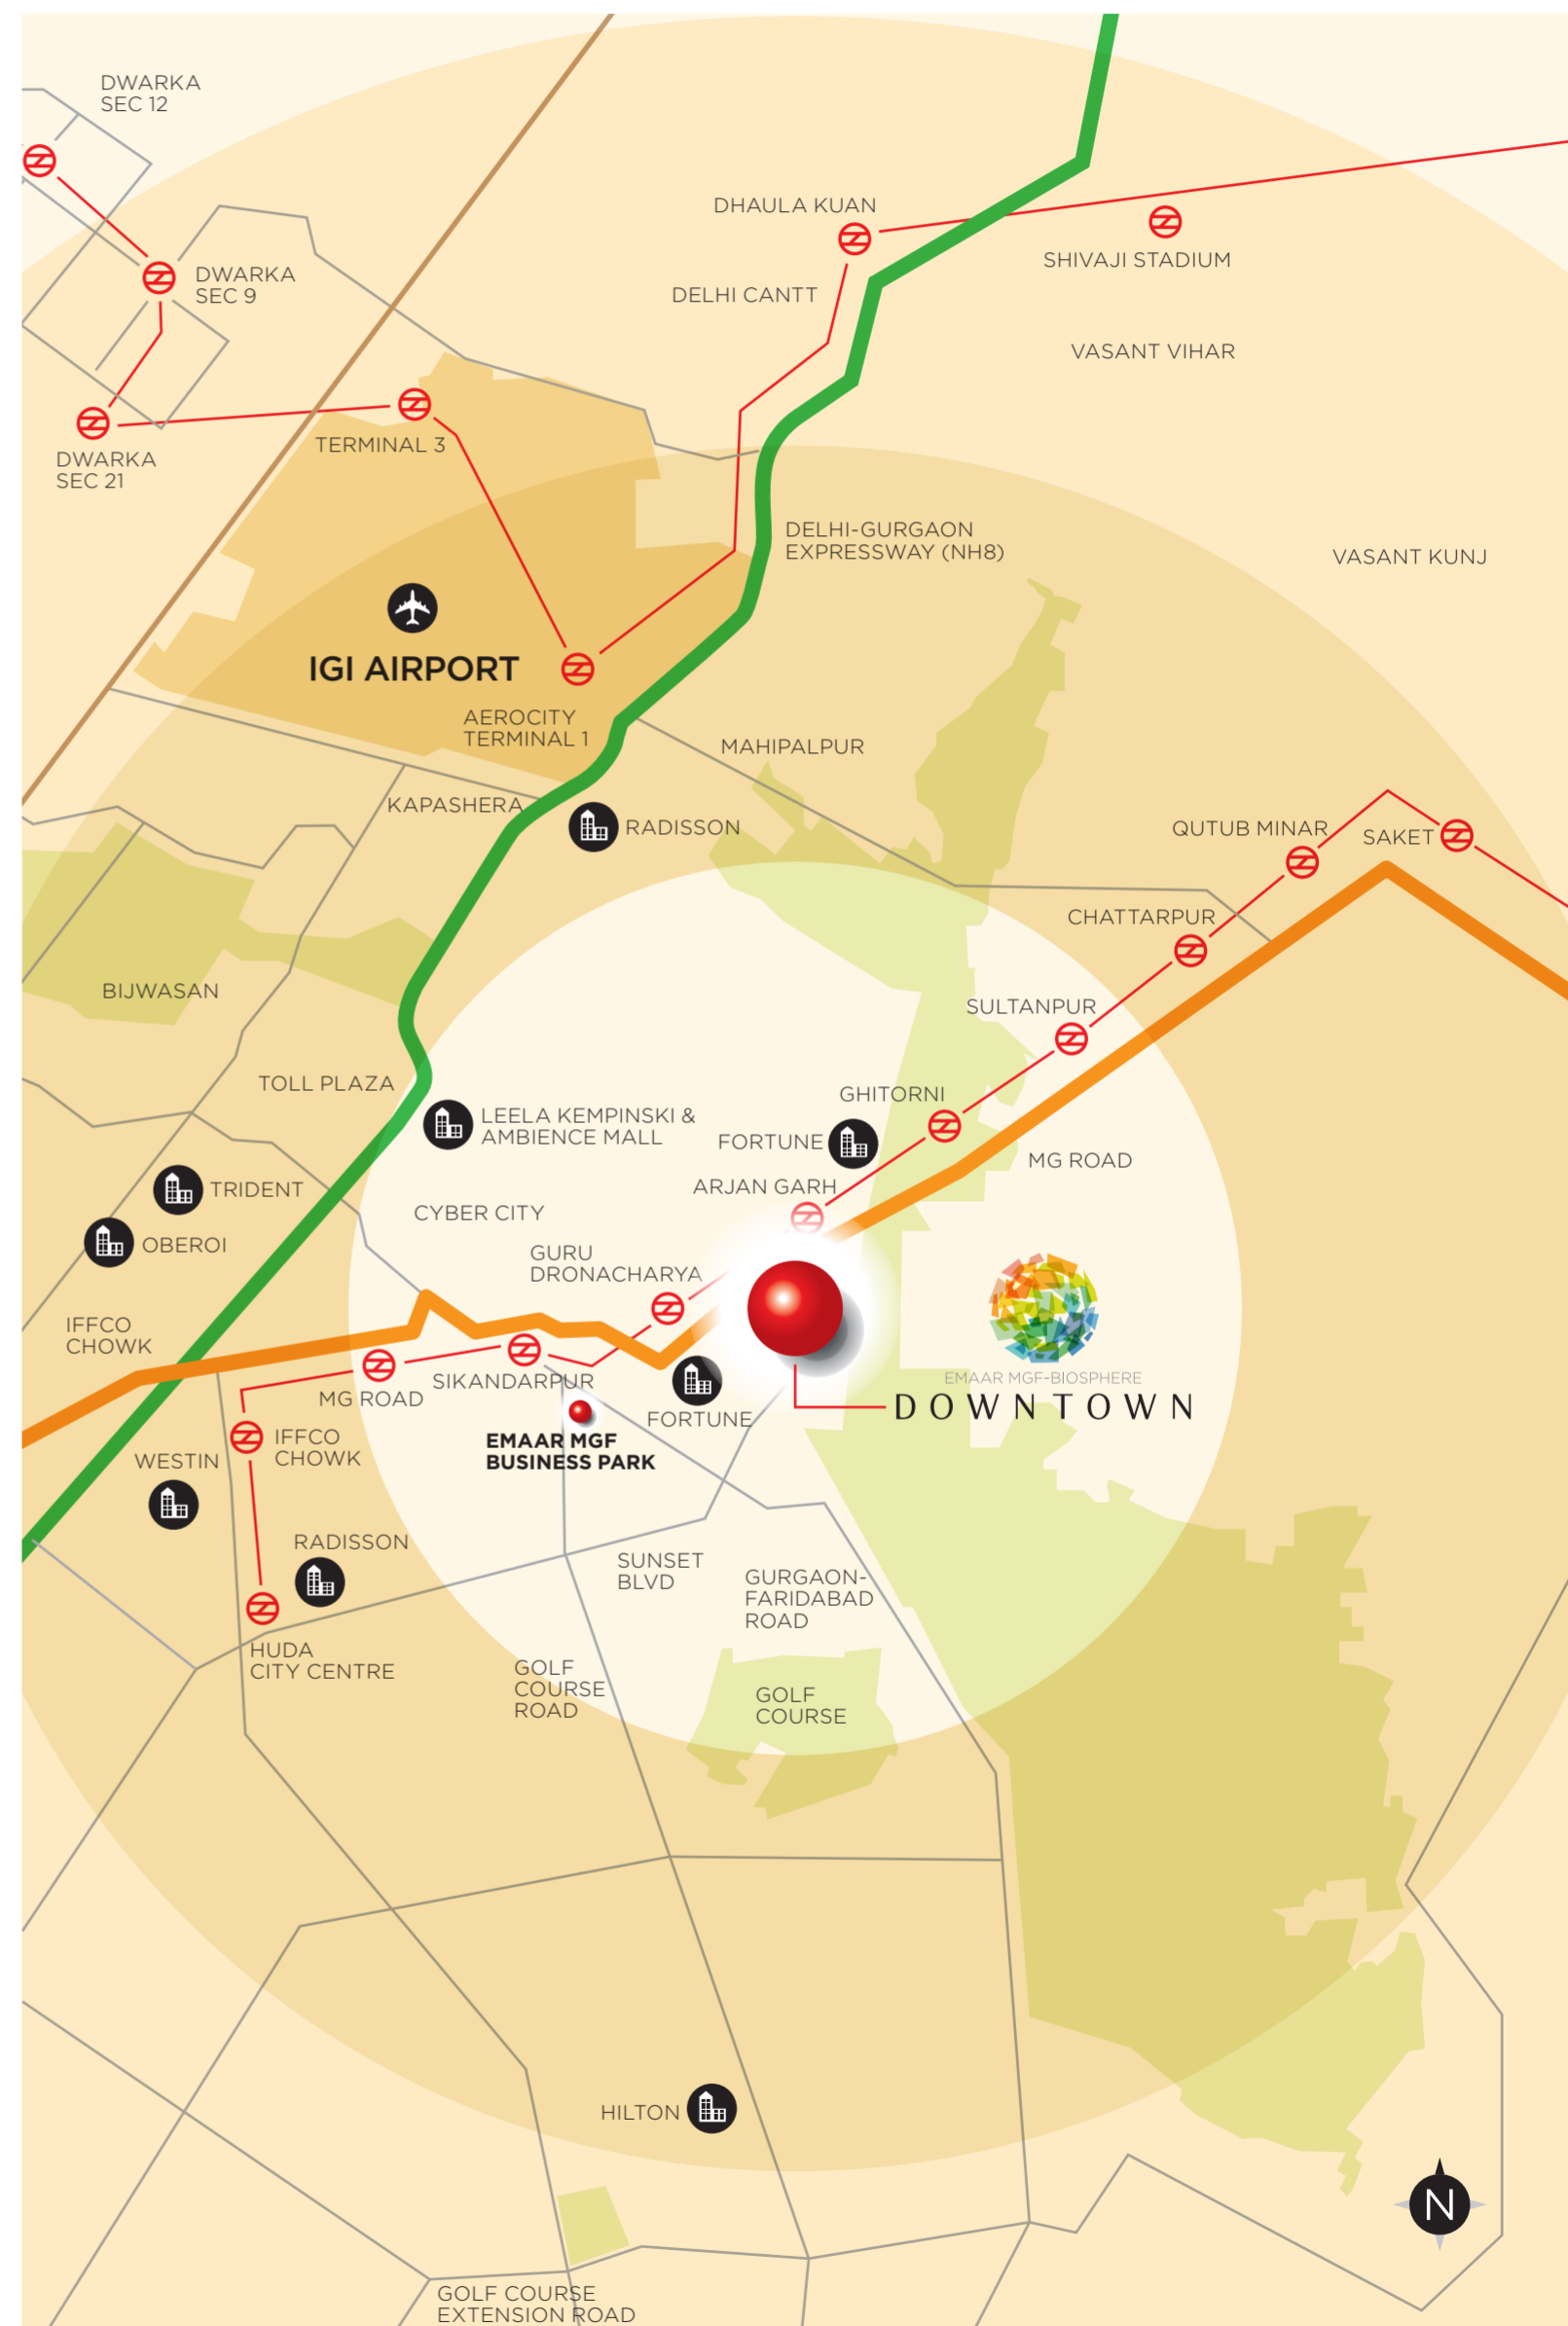 DWARKA
SEC 12
DHAULA KUAN
SHIVAJI STADIUM
DWARKA
SEC 9
DELHI CANTT
VASANT VIHAR
TERMINAL 3
DWARKA
SEC 21
DELHI-GURGAON
EXPRESSWAY (NH8)
VASANT KUNJ
IGI AIRPORT
AEROCITY
TERMINAL 1
MAHIPALPUR
KAPASHERA
RADISSON
QUTUB MINAR
SAKET
CHATTARPUR
BIJWASAN
SULTANPUR
TOLL PLAZA
GHITORNI
LEELA KEMPINSKI &
AMBIENCE MALL
FORTUNE
MG ROAD
TRIDENT
ARJAN GARH
CYBER CITY
OBEROI
GURU
DRONACHARYA
IFFCO
CHOWK
EMAAR MGF-BIOSPHERE
DOWNTOWN
MG ROAD
SIKANDARPUR
FORTUNE
EMAAR MGF
BUSINESS PARK
IFFCO
CHOWK
WESTIN
RADISSON
SUNSET
BLVD
GURGAON-
FARIDABAD
ROAD
HUDA
CITY CENTRE
GOLF
COURSE
ROAD
GOLF
COURSE
HILTON
N
GOLF COURSE
EXTENSION ROAD